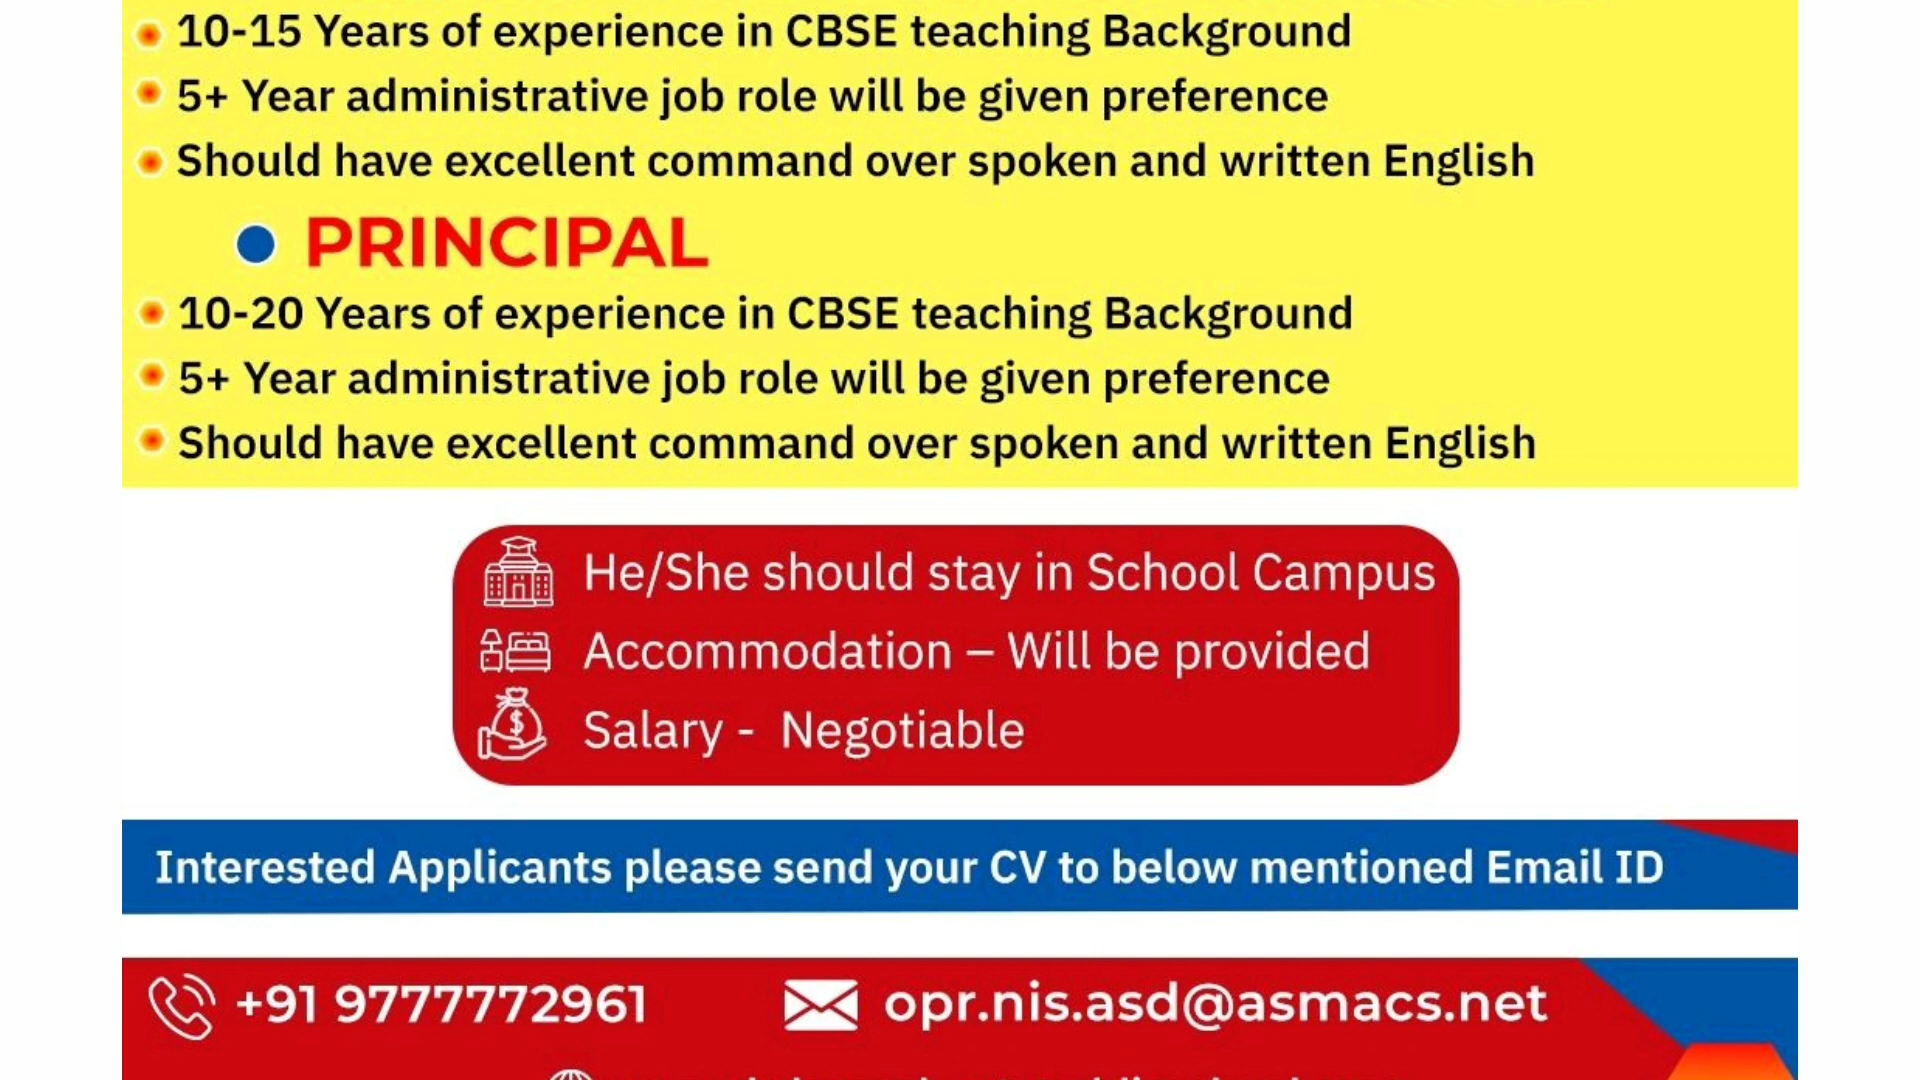 10-15 Years of experience in CBSE teaching Background
5+ Year administrative job role will be given preference
Should have excellent command over spoken and written English
PRINCIPAL
10-20 Years of experience in CBSE teaching Background
5+ Year administrative job role will be given preference
Should have excellent command over spoken and written English
He/She should stay in School Campus
Accommodation – Will be provided
Salary - Negotiable
Interested Applicants please send your CV to below mentioned Email ID
+91 9777772961
opr.nis.asd@asmacs.net